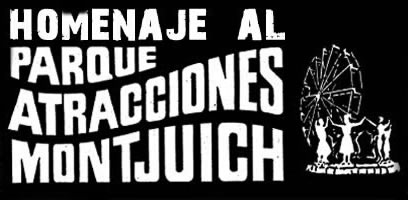 HOMENAJE AL
PARQUE
ATRACCIONES
MONTJUICH